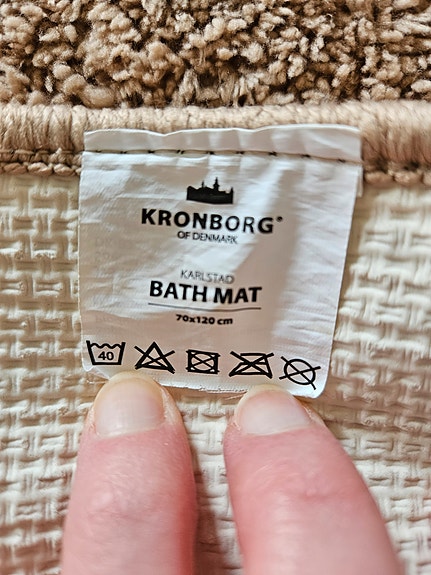 KRONBORG®
OF DENMARK
KARLSTAD
BATH MAT
70x120 cm
40